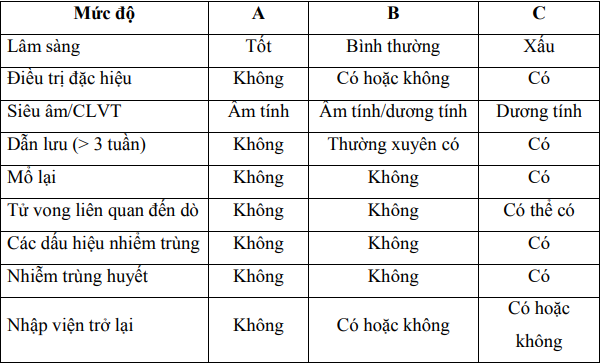 Mức độ A B C
Lâm sàng Tốt Bình thường Xấu
Điều trị đặc hiệu Không Có hoặc không Có
Siêu âm/CLVT Âm tính Âm tính/dương tính Dương tính
Dẫn lưu (> 3 tuần) Không Thường xuyên có Có
Mổ lại Không Không Có
Tử vong liên quan đến dò Không Không Có thể có
Các dấu hiệu nhiễm trùng Không Không Có
Nhiễm trùng huyết Không Không Có
Nhập viện trở lại Không Có hoặc không Có hoặc
không